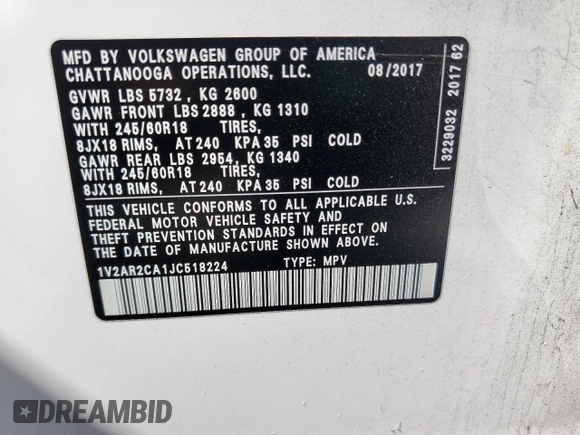 MFD BY VOLKSWAGEN GROUP OF AMERICA
CHATTANOOGA OPERATIONS, LLC. 08/2017
GVWR LBS 5732 , KG 2600
GAWR FRONT LBS 2888 , KG 1310
WITH 245/60R18 TIRES,
8JX18 RIMS, AT 240 KPA 35 PSI COLD
GAWR REAR LBS 2954, KG 1340
WITH 245/60R18 TIRES,
8JX18 RIMS, AT 240 KPA 35 PSI COLD
THIS VEHICLE CONFORMS TO ALL APPLICABLE U.S.
FEDERAL MOTOR VEHICLE SAFETY AND
THEFT PREVENTION STANDARDS IN EFFECT ON
THE DATE OF MANUFACTURE SHOWN ABOVE.
1V2AR2CA1JC518224 TYPE: MPV
3229032 2017 62
DREAMBID